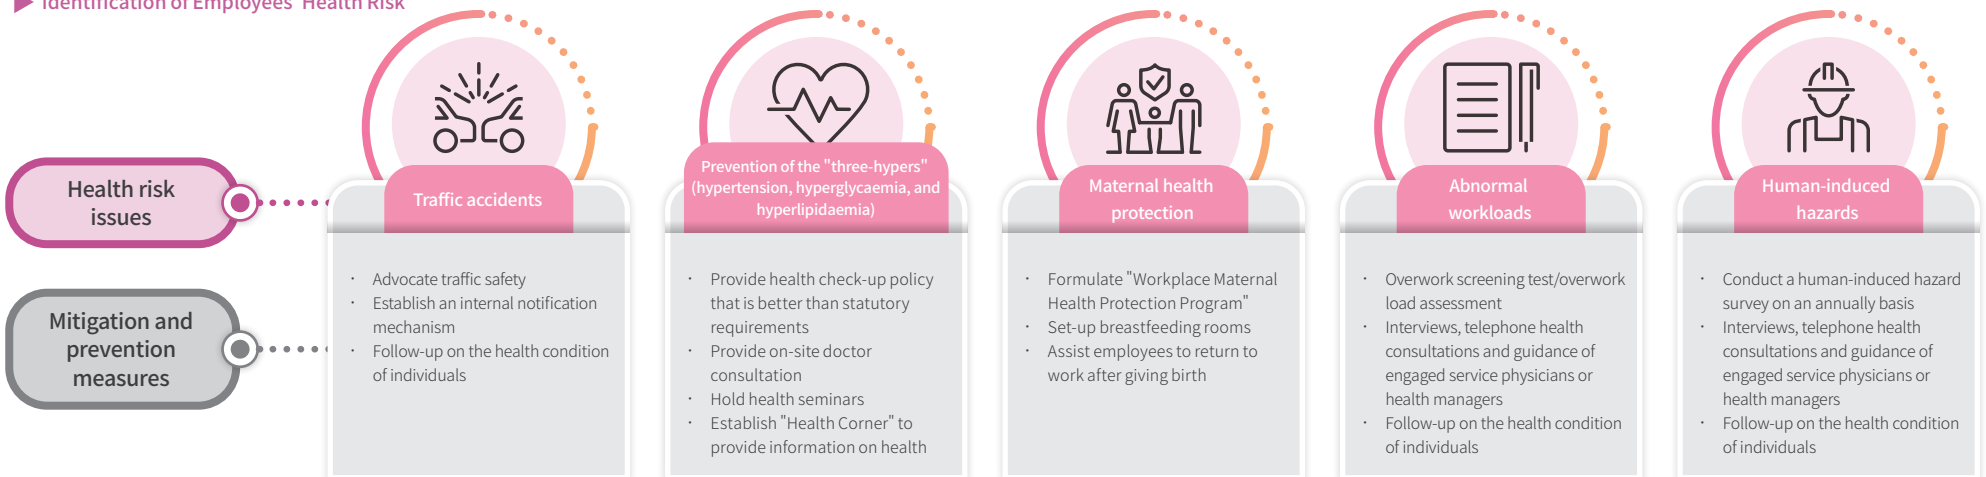 Identification of Employees' Health Risk
Health risk
issues
Mitigation and
prevention
measures
Traffic accidents
· Advocate traffic safety
· Establish an internal notification
mechanism
· Follow-up on the health condition
of individuals
Prevention of the "three-hypers"
(hypertension, hyperglycaemia, and
hyperlipidaemia)
· Provide health check-up policy
that is better than statutory
requirements
· Provide on-site doctor
consultation
· Hold health seminars
· Establish "Health Corner" to
provide information on health
Maternal health
protection
· Formulate "Workplace Maternal
Health Protection Program"
· Set-up breastfeeding rooms
· Assist employees to return to
work after giving birth
Abnormal
workloads
· Overwork screening test/overwork
load assessment
· Interviews, telephone health
consultations and guidance of
engaged service physicians or
health managers
· Follow-up on the health condition
of individuals
Human-induced
hazards
· Conduct a human-induced hazard
survey on an annually basis
· Interviews, telephone health
consultations and guidance of
engaged service physicians or
health managers
· Follow-up on the health condition
of individuals